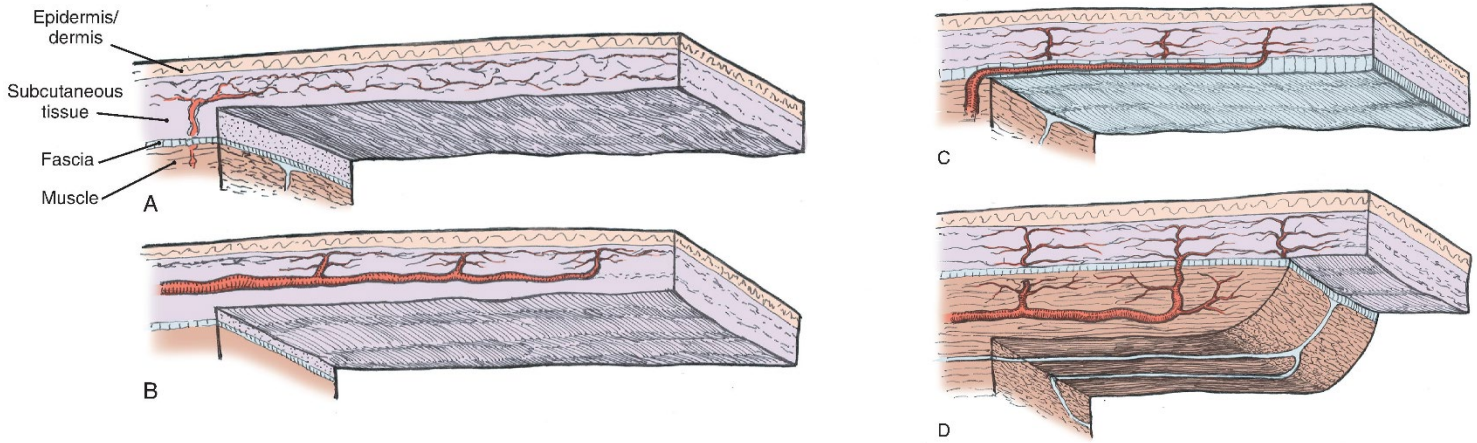 Epidermis/
dermis
Subcutaneous
tissue
Fascia
Muscle
A
B
C
D